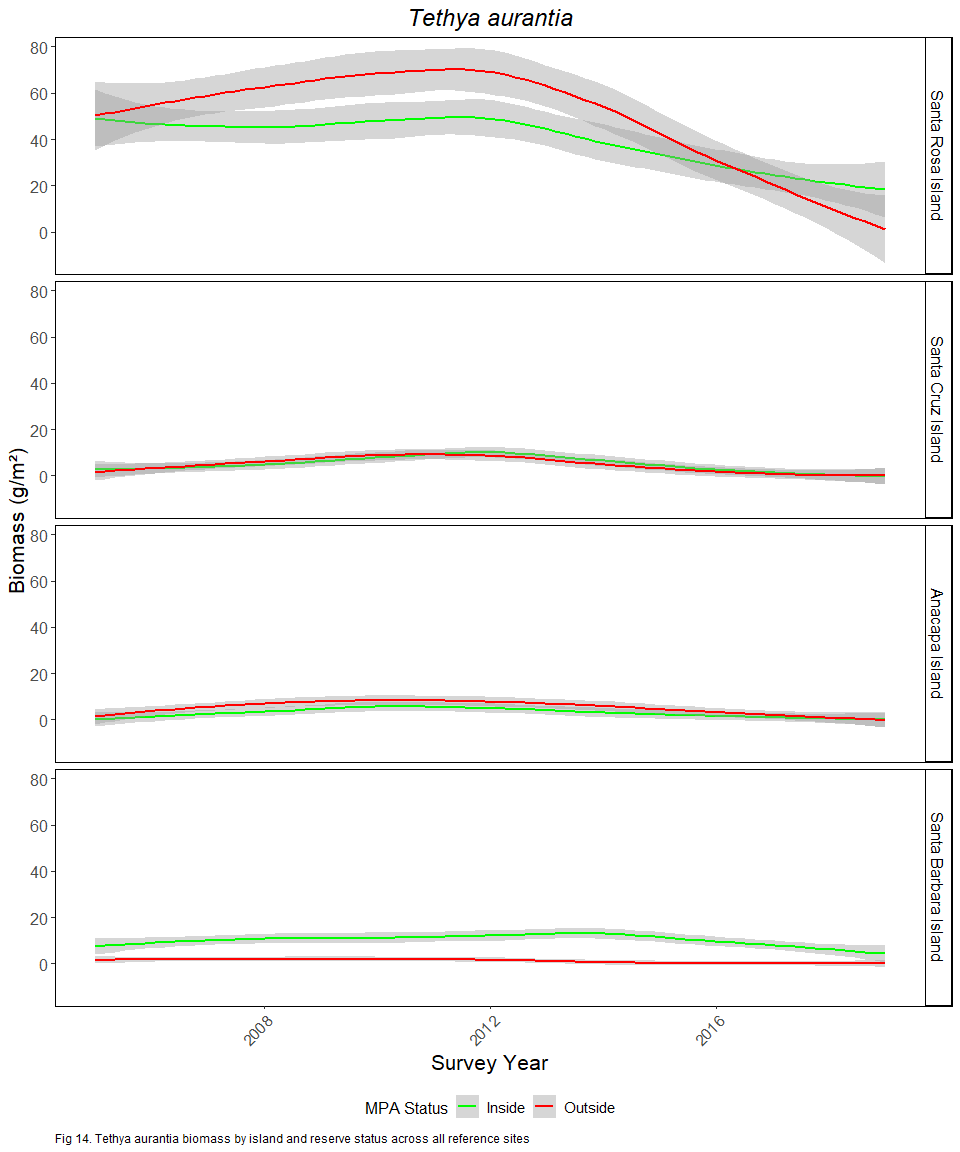 Tethya aurantia
80
60
40
20
0
Santa Rosa Island
80
60
40
20
0
Santa Cruz Island
80
60
40
20
0
Anacapa Island
80
60
40
20
0
Santa Barbara Island
Biomass (g/m²)
2008
2012
2016
Survey Year
MPA Status Inside Outside
Fig 14. Tethya aurantia biomass by island and reserve status across all reference sites